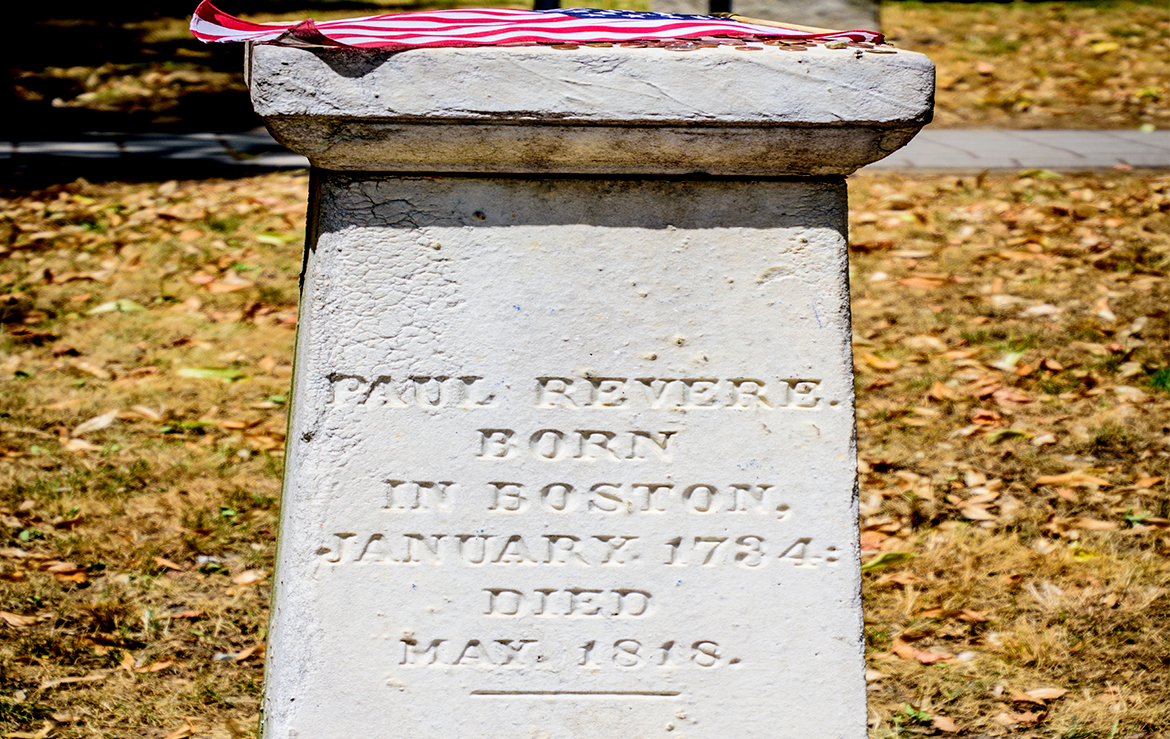 PAUL REVERE.
BORN
IN BOSTON,
JANUARY 1734:
DIED
MAY. 1818.